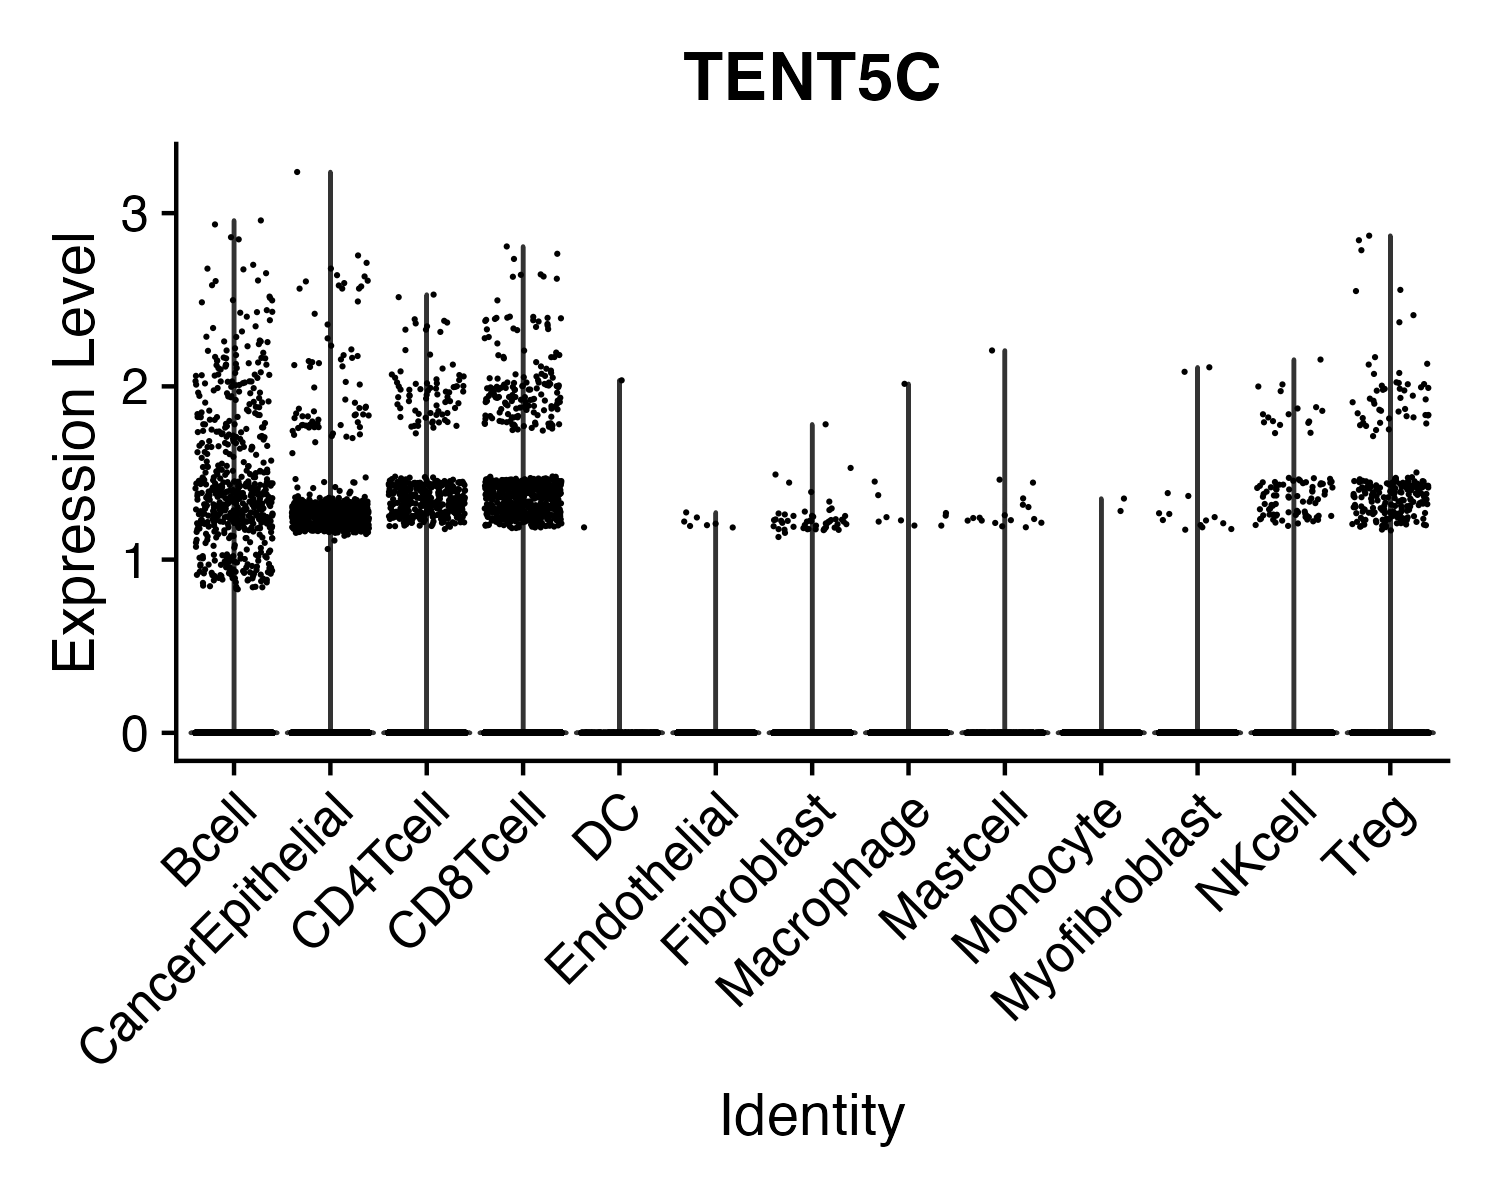 TENT5C
Expression Level
3
2
1
0
Bcell
CancerEpithelial
CD4Tcell
CD8Tcell
DC
Endothelial
Fibroblast
Macrophage
Mastcell
Monocyte
Myofibroblast
NKcell
Treg
Identity